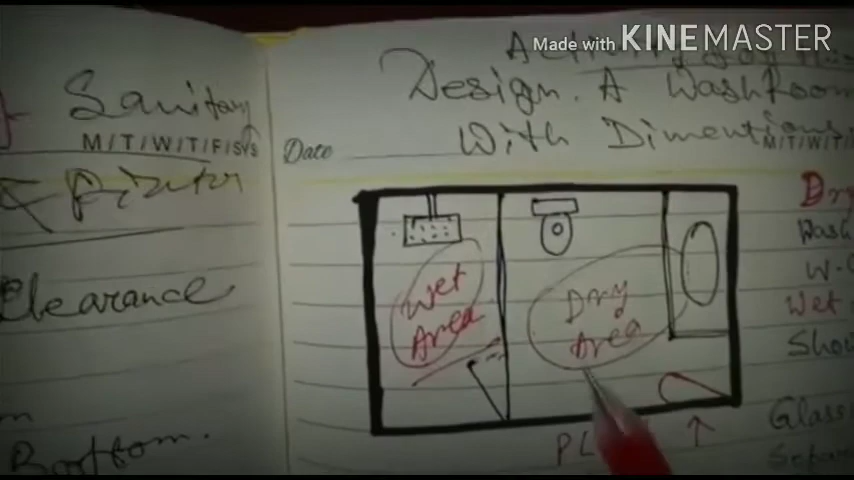 Made with KINEMASTER
Sanitary
M/T/W/T/F/S/S
Clearance
Bottom.
Design. A WashRoom
With Dimentions
Date
M/T/W/T
Wet
Area
Dry
Area
Dry
Wash
W.C
Wet
Show
Glass
PL